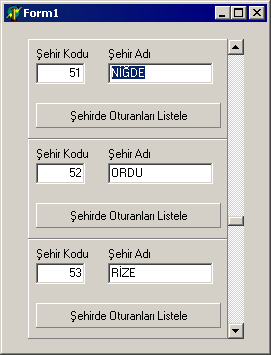 Form1
Şehir Kodu Şehir Adı
51 NİĞDE
Şehirde Oturanları Listele
Şehir Kodu Şehir Adı
52 ORDU
Şehirde Oturanları Listele
Şehir Kodu Şehir Adı
53 RİZE
Şehirde Oturanları Listele